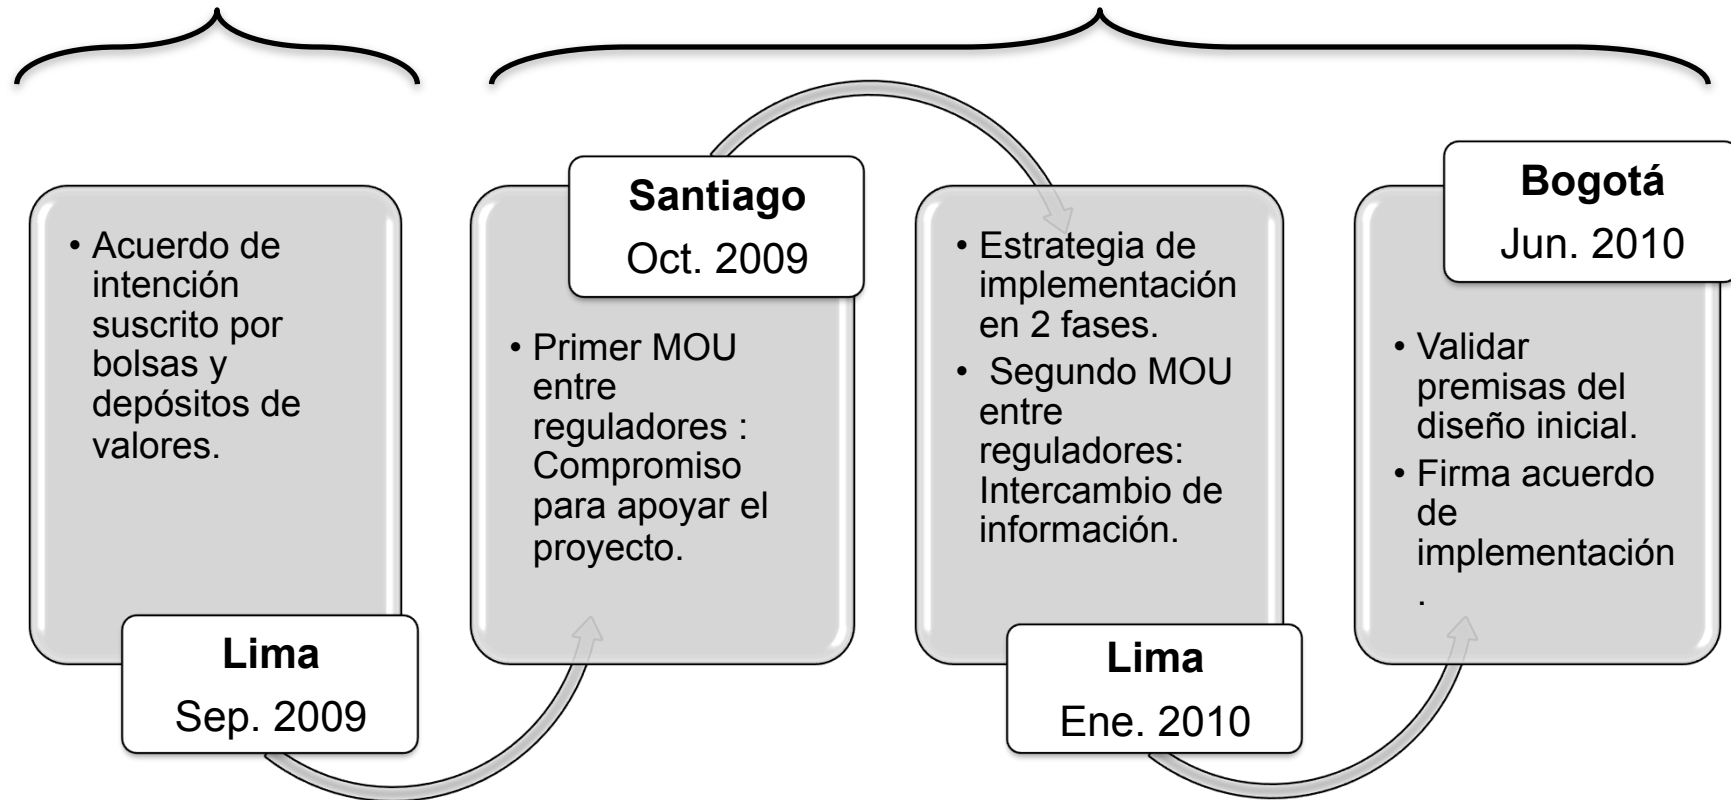 • Acuerdo de
intención
suscrito por
bolsas y
depósitos de
valores.
Lima
Sep. 2009
Santiago
Oct. 2009
• Primer MOU
entre
reguladores :
Compromiso
para apoyar el
proyecto.
• Estrategia de
implementación
en 2 fases.
• Segundo MOU
entre
reguladores:
Intercambio de
información.
Lima
Ene. 2010
Bogotá
Jun. 2010
• Validar
premisas del
diseño inicial.
• Firma acuerdo
de
implementación
.